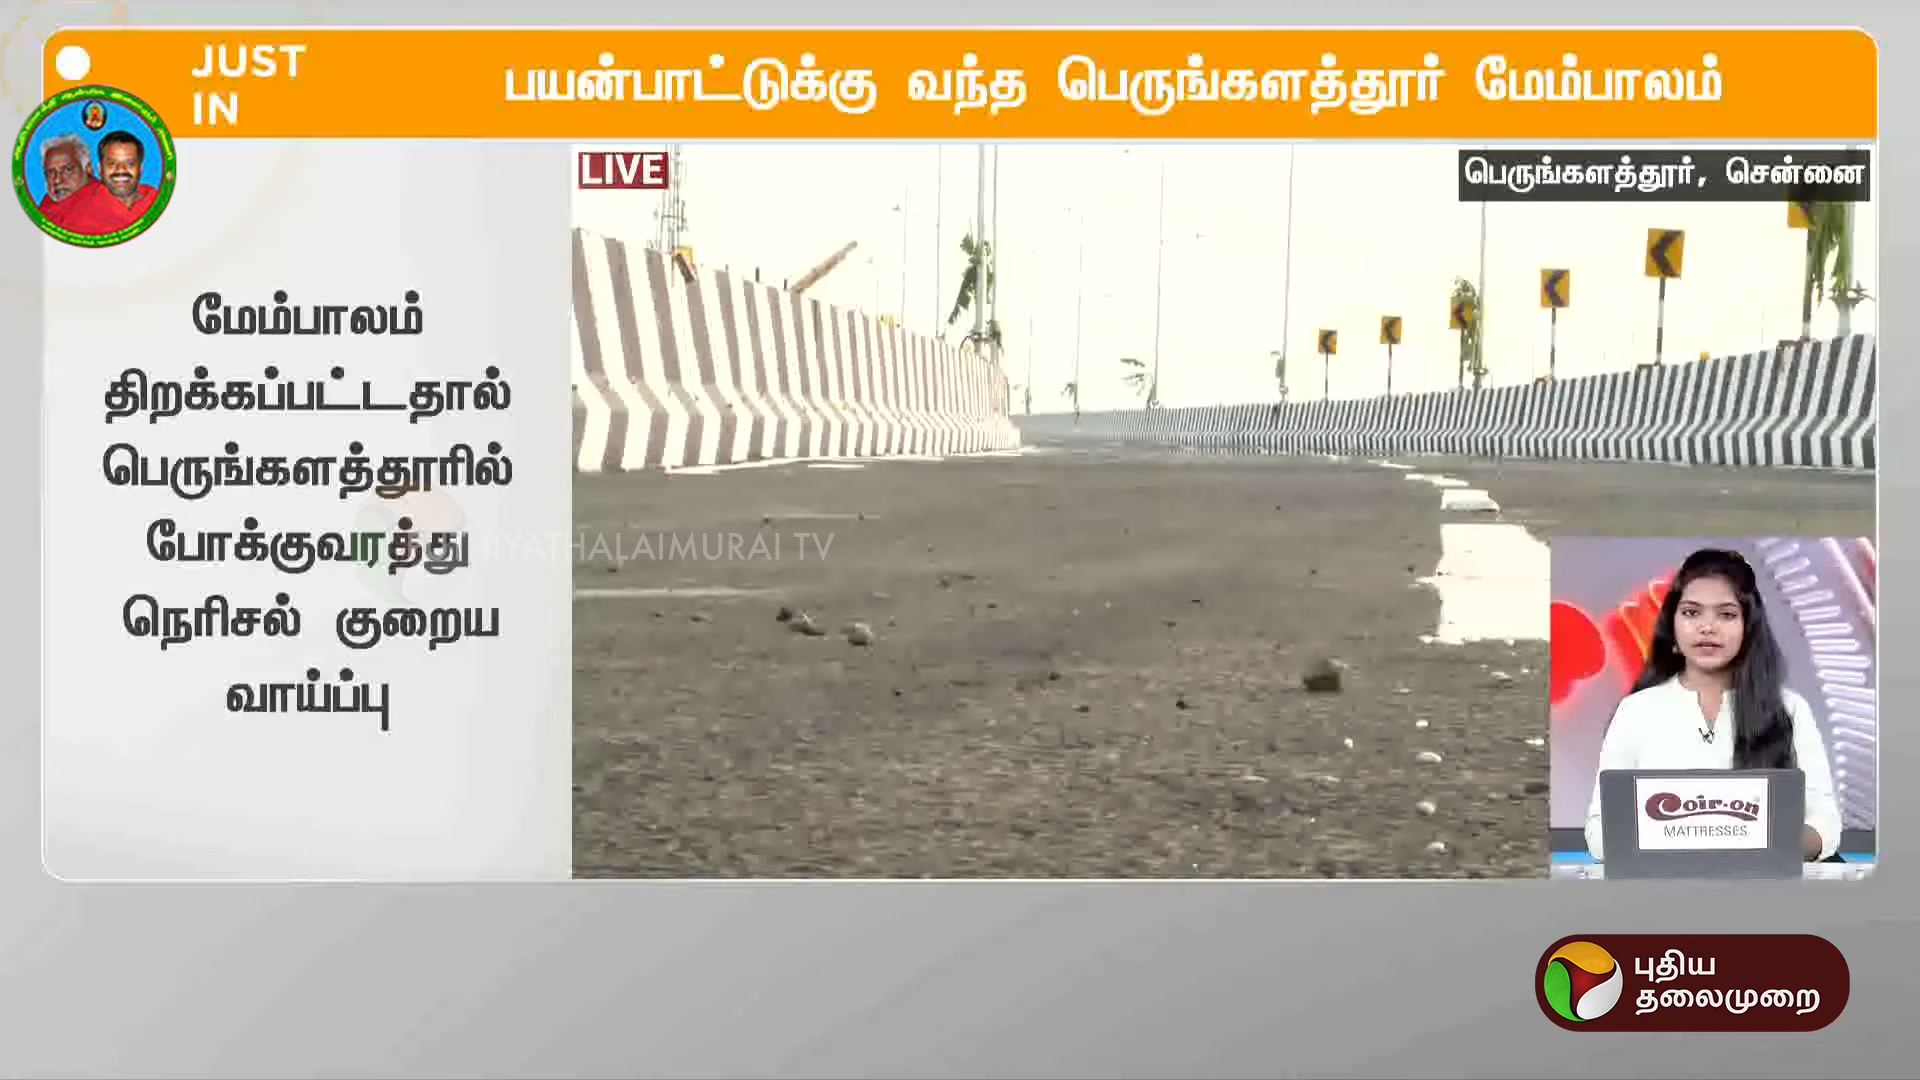 JUST
IN
பயன்பாட்டுக்கு வந்த பெருங்களத்தூர் மேம்பாலம்
LIVE
பெருங்களத்தூர், சென்னை
மேம்பாலம்
திறக்கப்பட்டதால்
பெருங்களத்தூரில்
போக்குவரத்து
நெரிசல் குறைய
வாய்ப்பு
THIYATHALAIMURAI TV
Coir-on
MATTRESSES
புதிய
தலைமுறை